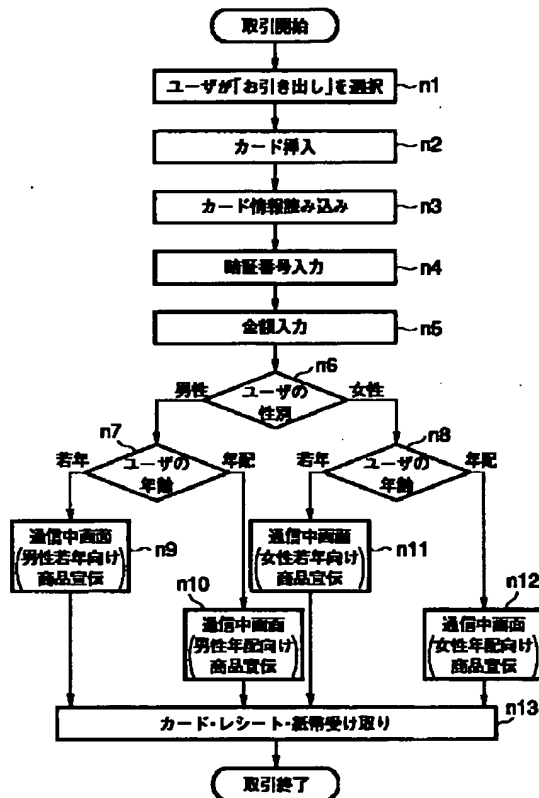 取引開始
ユーザが「お引き出し」を選択
n1
カード挿入
n2
カード情報読み込み
n3
暗証番号入力
n4
金額入力
n5
n6
男性
ユーザの
性別
女性
n7
若年
ユーザの
年齢
年配
n8
若年
ユーザの
年齢
年配
通信中画面
(男性若年向け
商品宣伝)
n9
通信中画面
(女性若年向け
商品宣伝)
n11
n10
通信中画面
(男性年配向け
商品宣伝)
n12
通信中画面
(女性年配向け
商品宣伝)
カード・レシート・紙幣受け取り
n13
取引終了